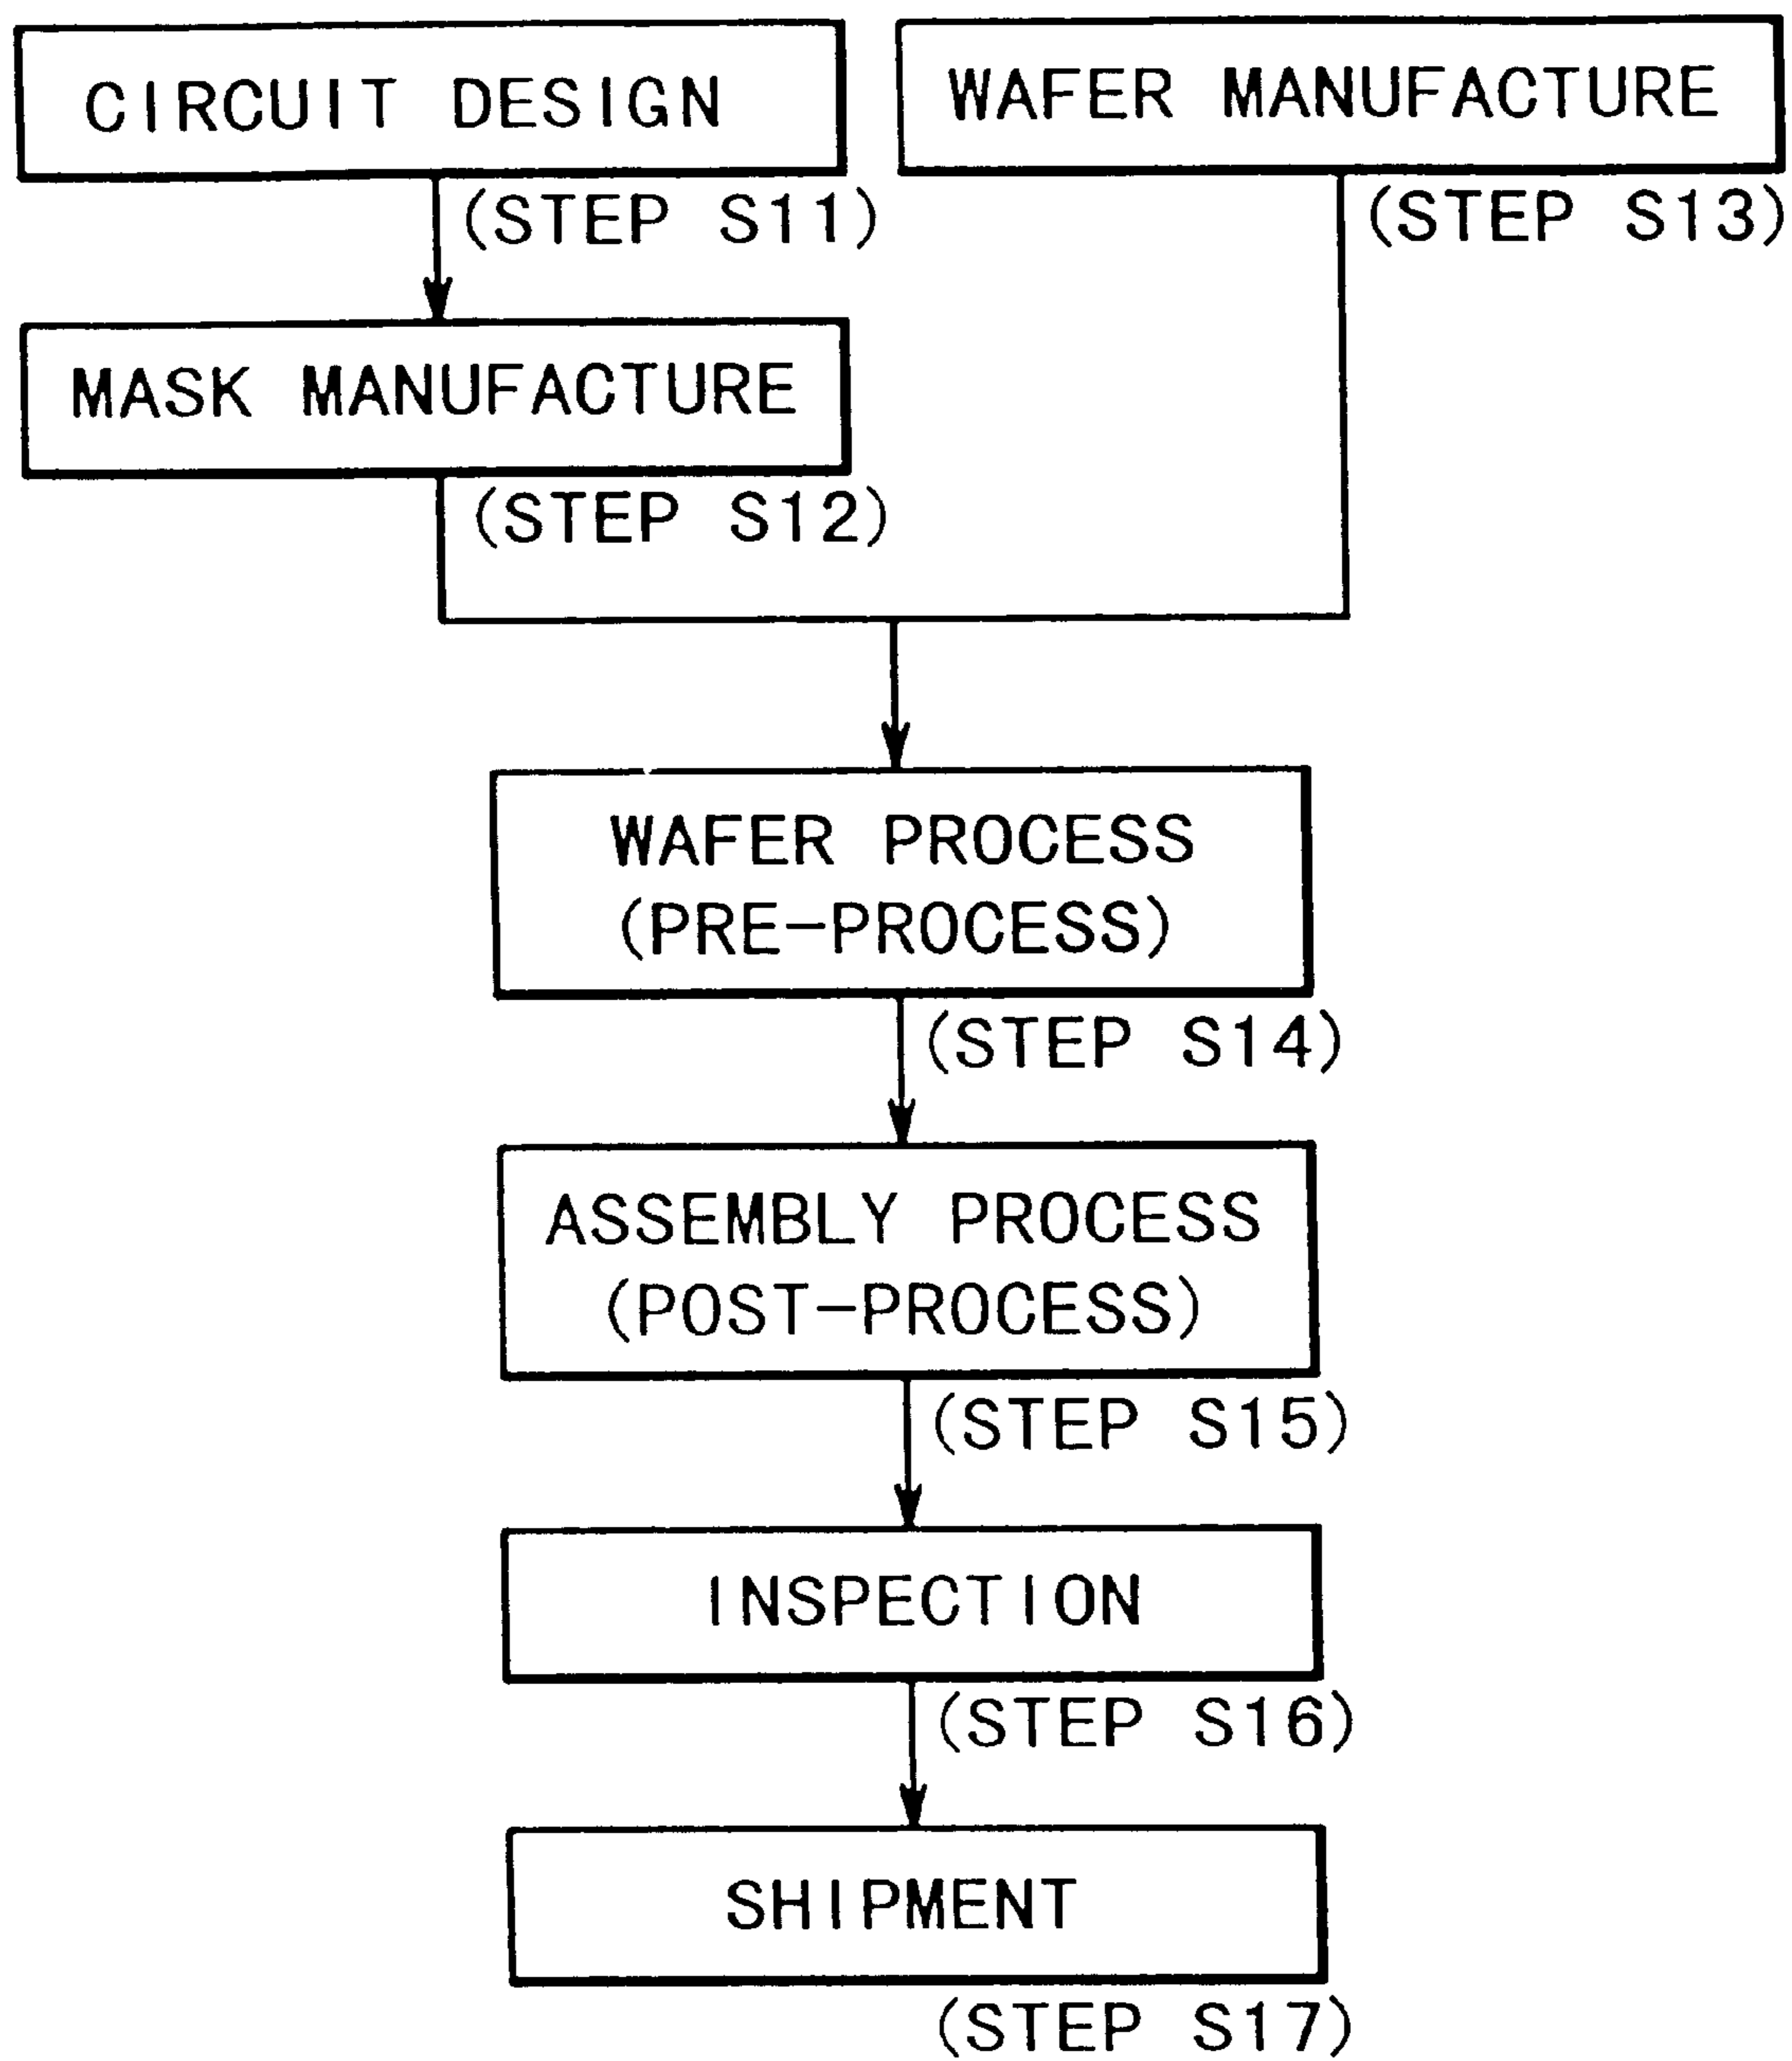 CIRCUIT DESIGN
(STEP S11)
WAFER MANUFACTURE
(STEP S13)
MASK MANUFACTURE
(STEP S12)
WAFER PROCESS
(PRE-PROCESS)
(STEP S14)
ASSEMBLY PROCESS
(POST-PROCESS)
(STEP S15)
INSPECTION
(STEP S16)
SHIPMENT
(STEP S17)